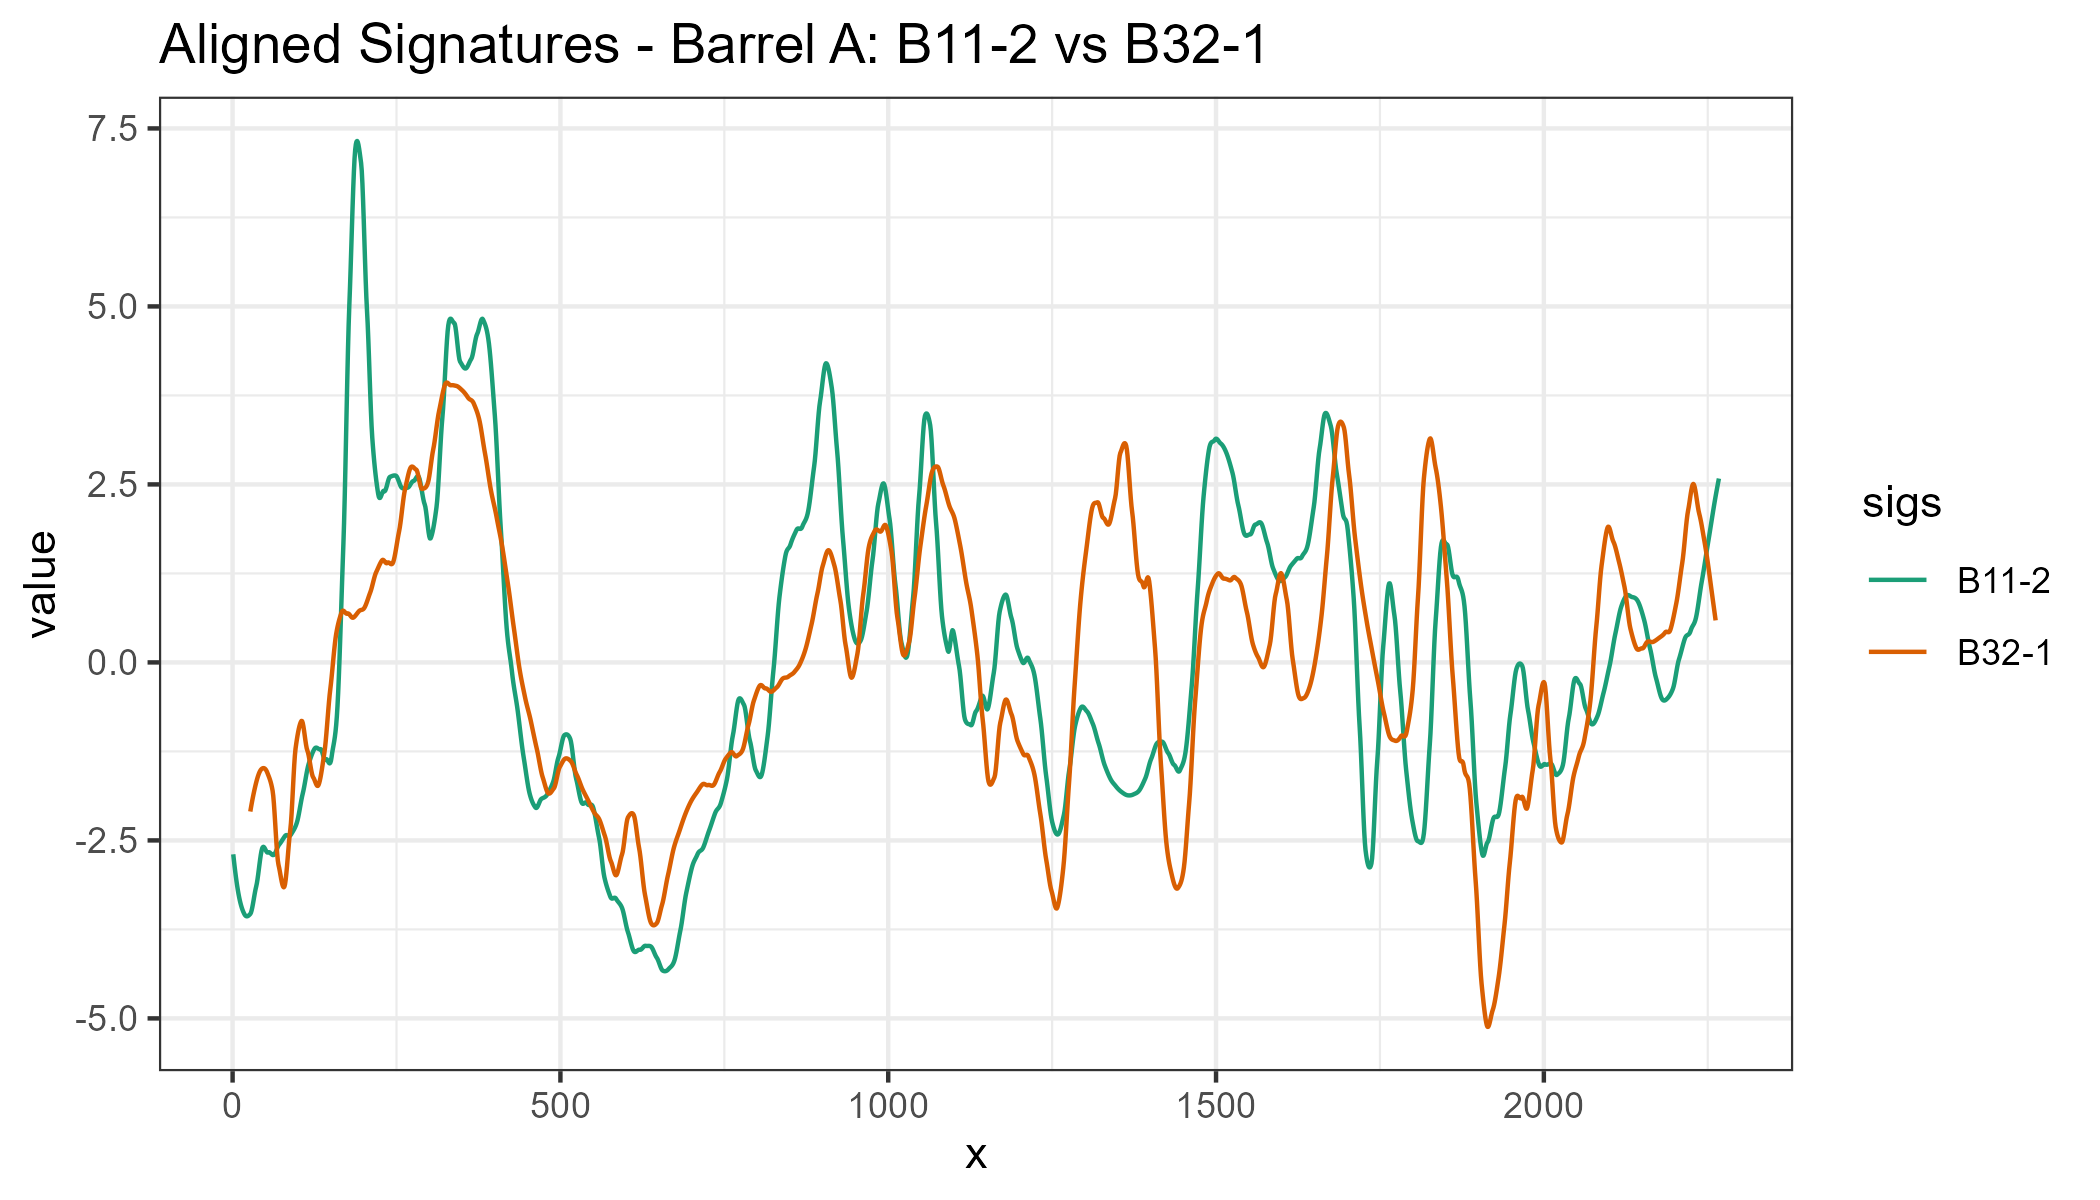 Aligned Signatures - Barrel A: B11-2 vs B32-1
7.5
5.0
2.5
0.0
-2.5
-5.0
value
0 500 1000 1500 2000
x
sigs
B11-2
B32-1